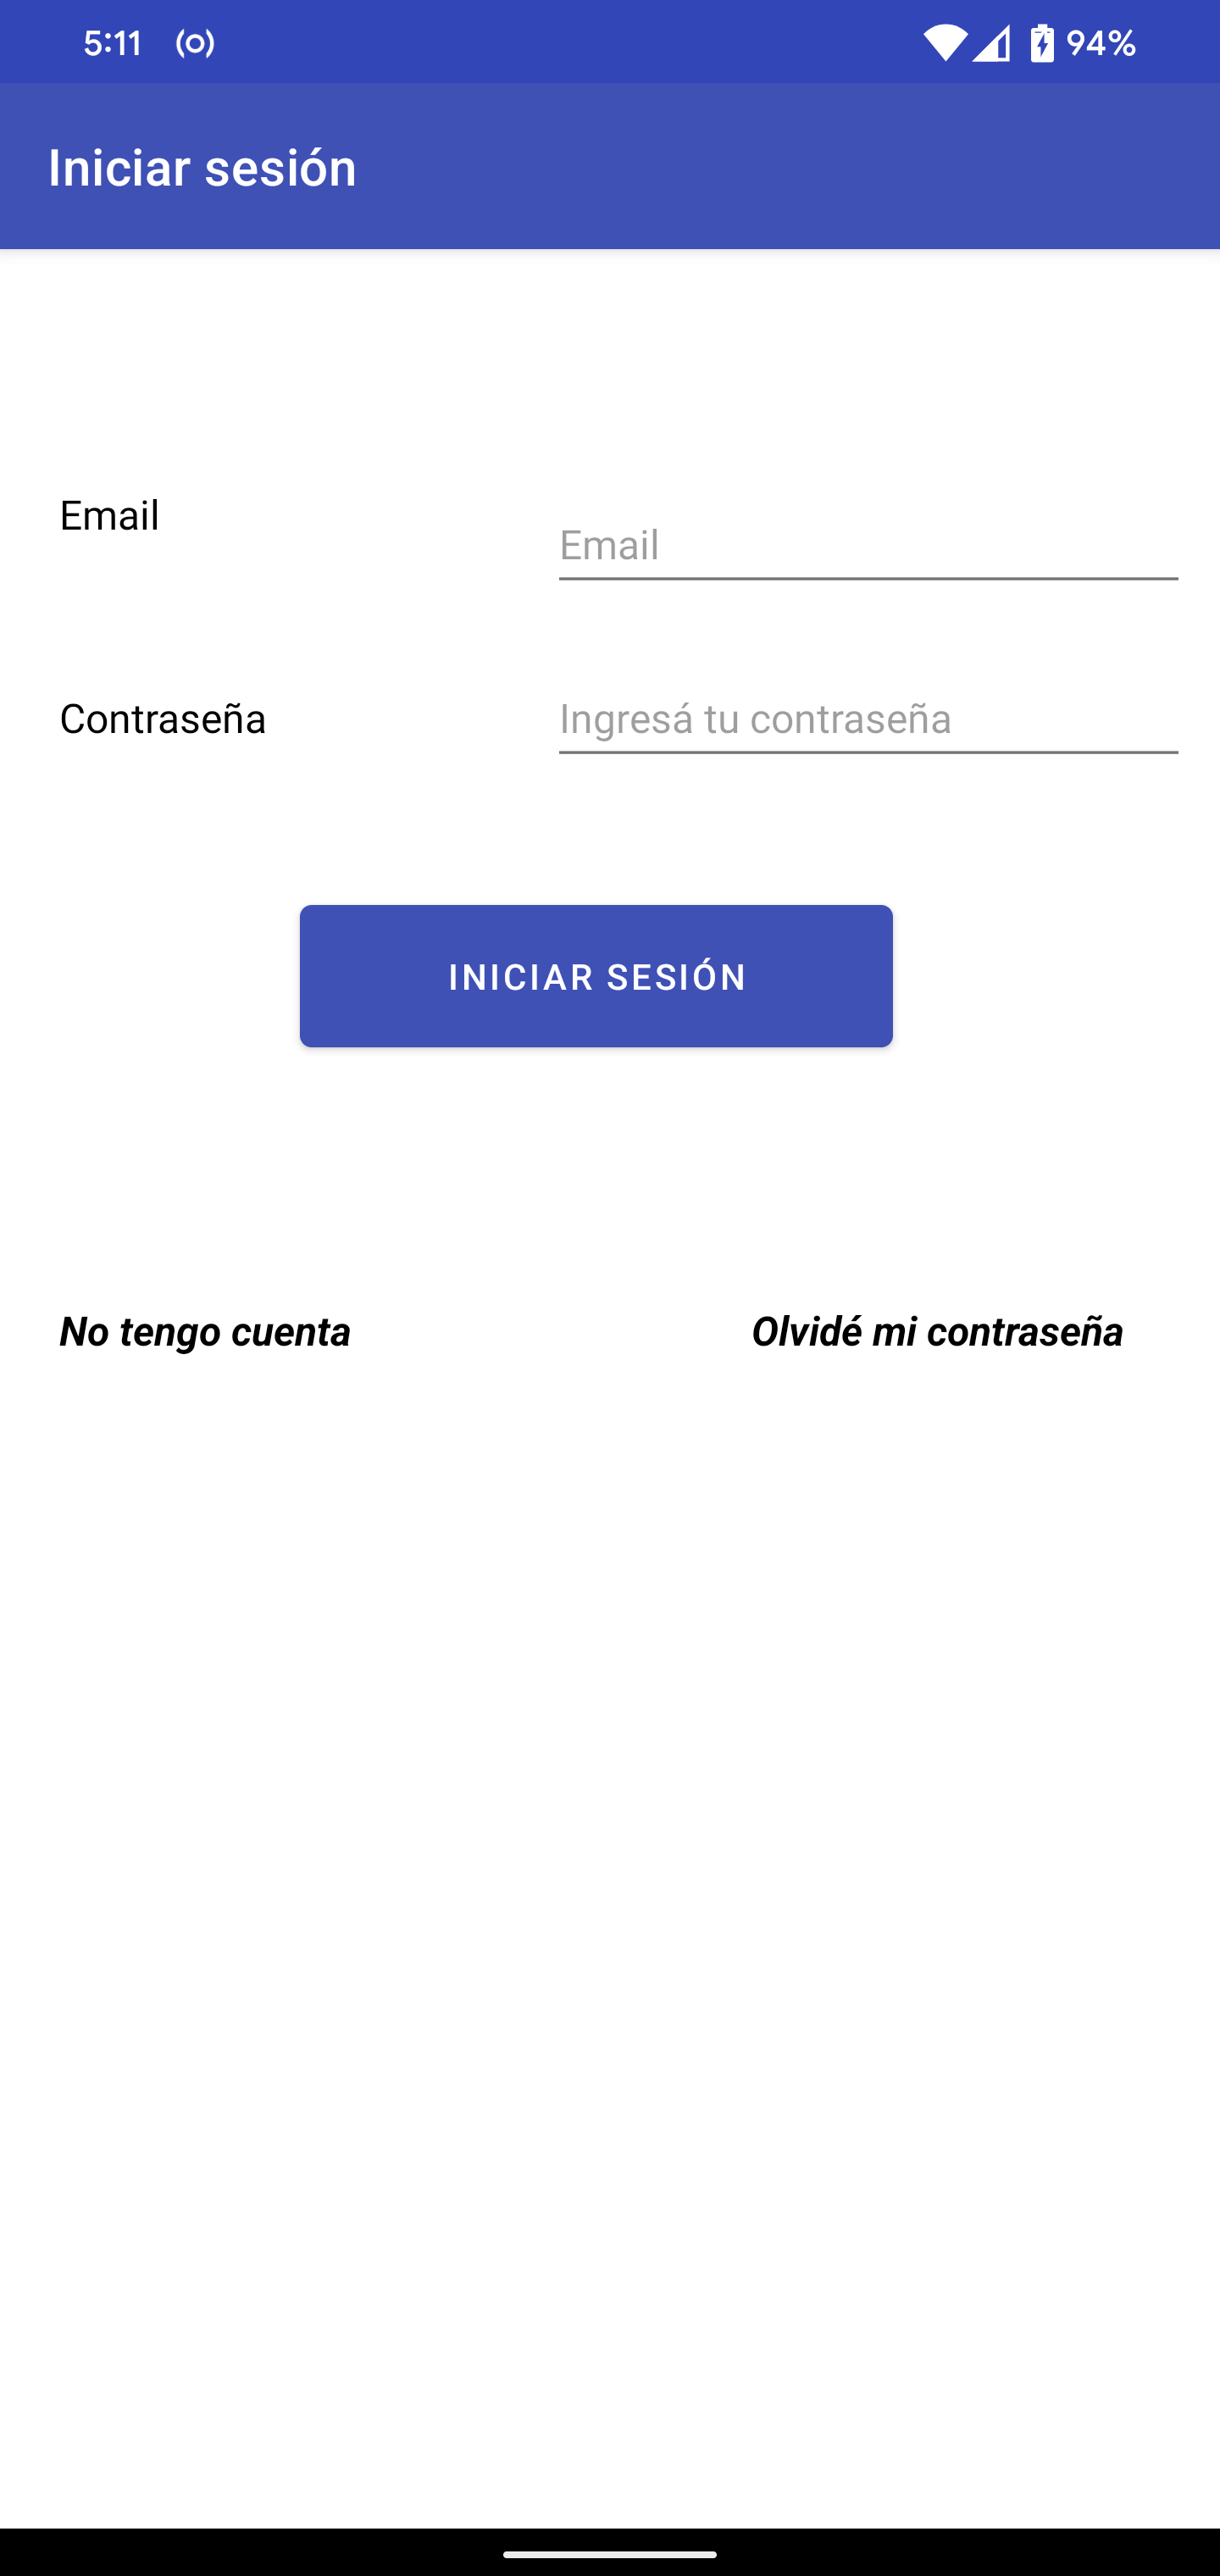 5:11
94%
Iniciar sesión
Email
Email
Contraseña
Ingresá tu contraseña
INICIAR SESIÓN
No tengo cuenta
Olvidé mi contraseña